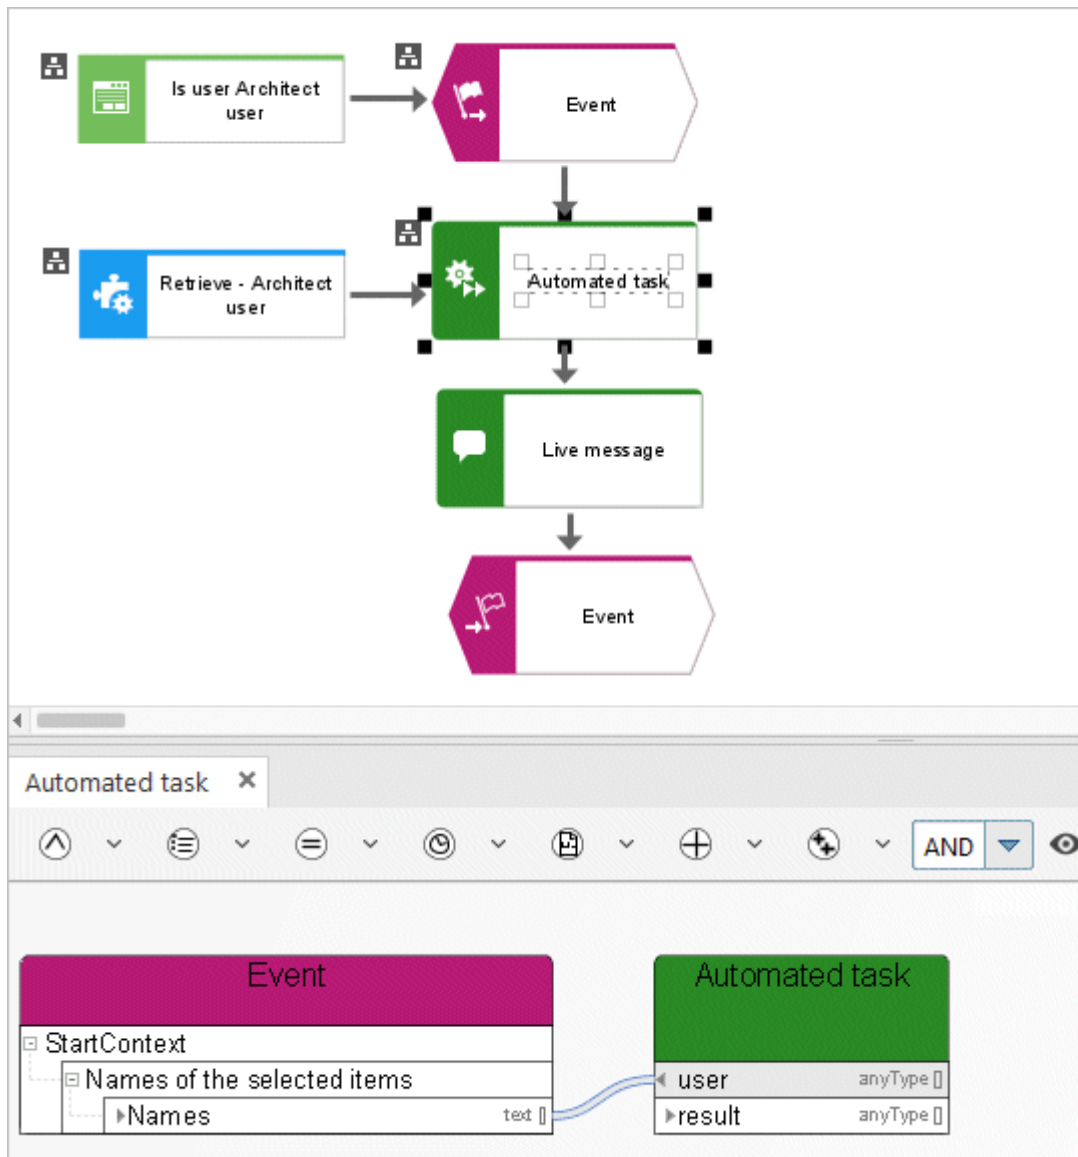 Is user Architect
user
Event
Retrieve - Architect
user
Automated task
Live message
Event
Automated task
AND
Event
StartContext
Names of the selected items
Names text []
Automated task
user anyType []
result anyType []